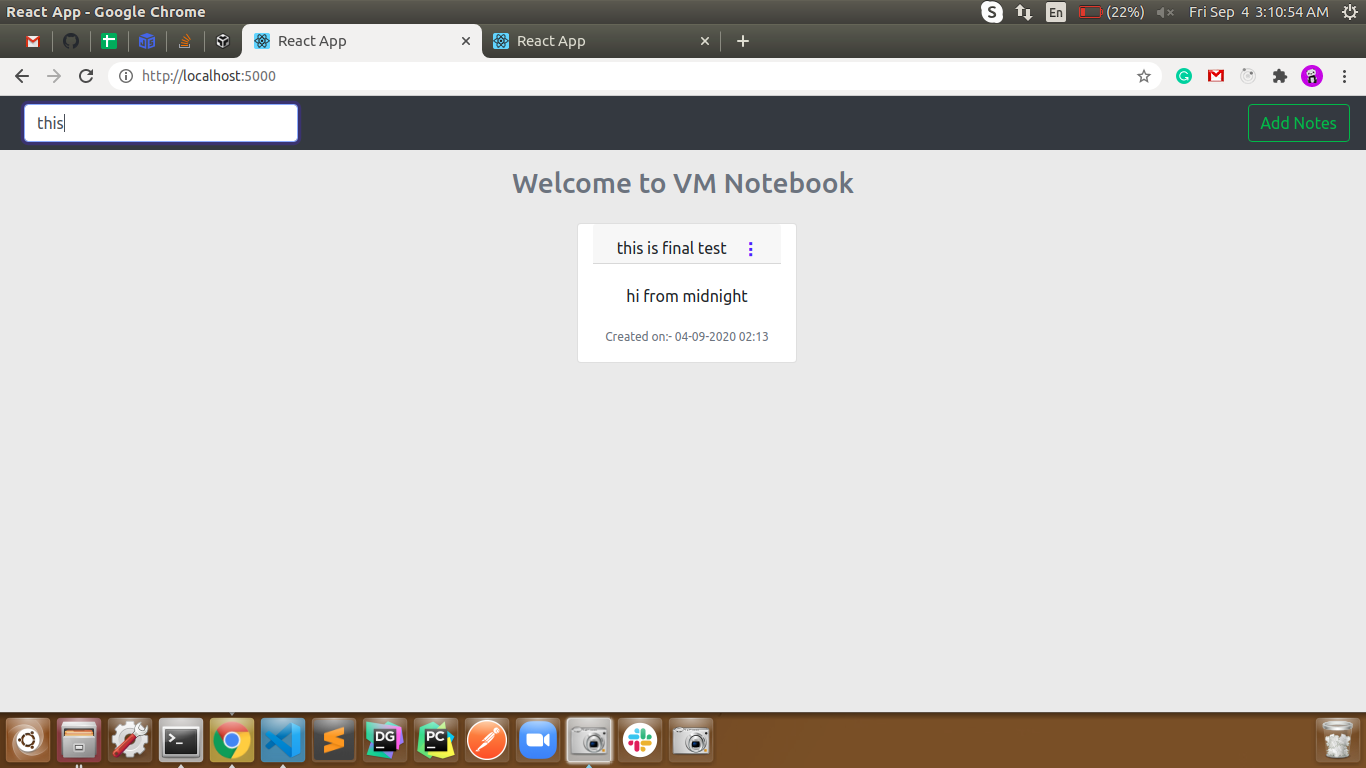 React App - Google Chrome
S En (22%) Fri Sep 4 3:10:54 AM
React App
React App
http://localhost:5000
this
Add Notes
Welcome to VM Notebook
this is final test
hi from midnight
Created on:- 04-09-2020 02:13
DG
PC